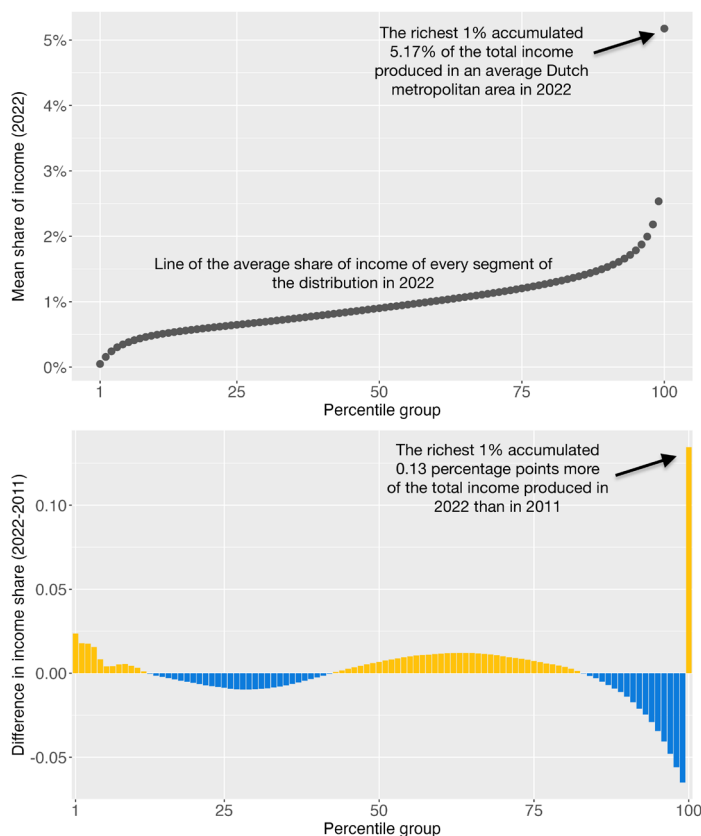 The richest 1% accumulated
5.17% of the total income
produced in an average Dutch
metropolitan area in 2022
Mean share of income (2022)
5%
4%
3%
2%
1%
0%
Line of the average share of income of every segment of
the distribution in 2022
1
25
50
75
100
Percentile group
The richest 1% accumulated
0.13 percentage points more
of the total income produced in
2022 than in 2011
Difference in income share (2022-2011)
0.10
0.05
0.00
-0.05
1
25
50
75
100
Percentile group